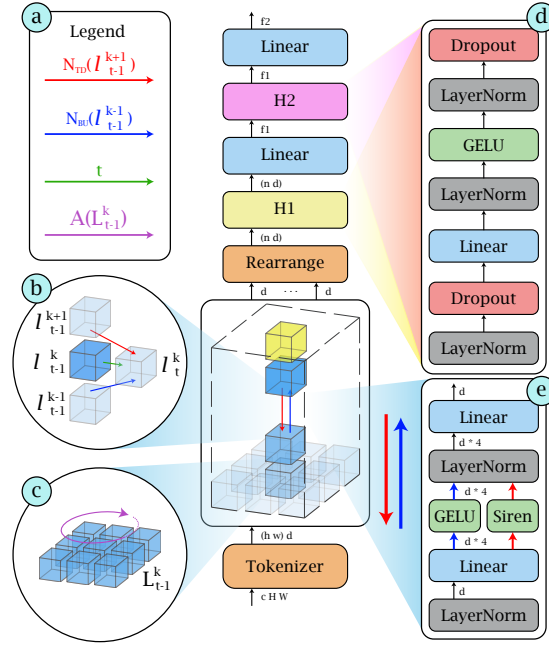 a
Legend
N_TD(l^{k+1}_{t-1})
N_BU(l^{k-1}_{t-1})
t
A(L^k_{t-1})
f2
Linear
f1
H2
f1
Linear
(n d)
H1
(n d)
Rearrange
d ... d
(h w) d
Tokenizer
c H W
b
l^{k+1}_{t-1}
l^k_{t-1}
l^k_t
l^{k-1}_{t-1}
c
L^k_{t-1}
d
Dropout
LayerNorm
GELU
LayerNorm
Linear
Dropout
LayerNorm
e
d
Linear
d * 4
LayerNorm
d * 4
GELU Siren
d * 4
Linear
d
LayerNorm